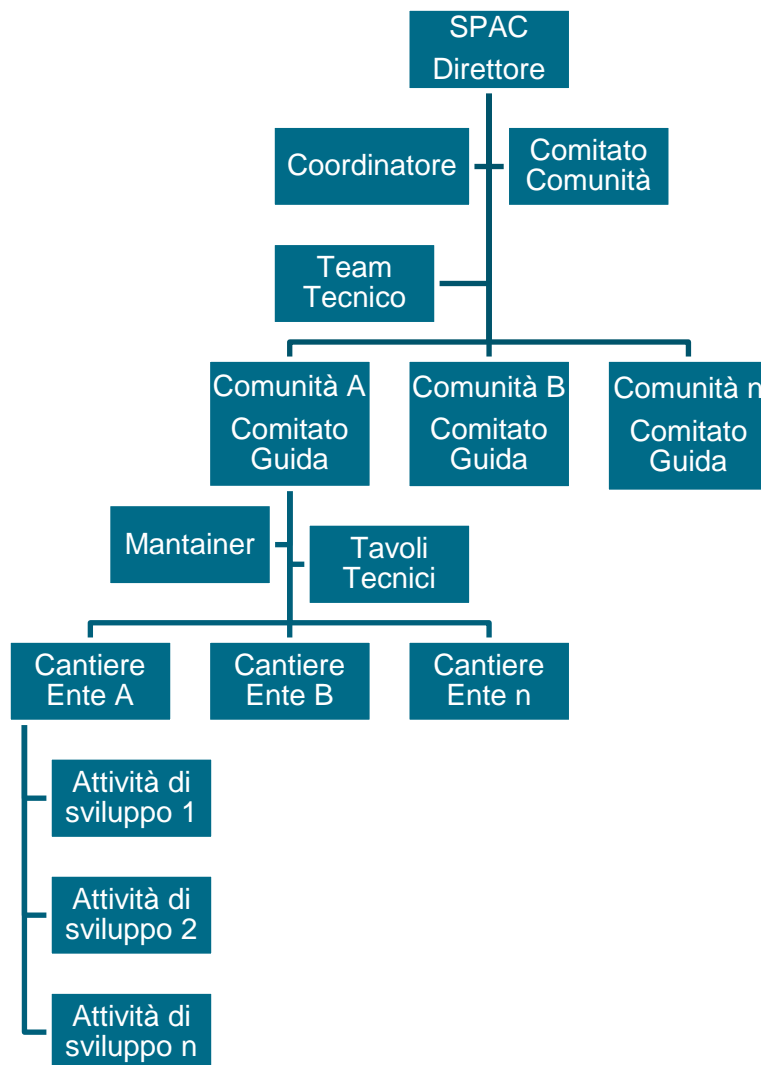 SPAC
Direttore
Coordinatore
Comitato
Comunità
Team
Tecnico
Comunità A
Comitato
Guida
Comunità B
Comitato
Guida
Comunità n
Comitato
Guida
Mantainer
Tavoli
Tecnici
Cantiere
Ente A
Cantiere
Ente B
Cantiere
Ente n
Attività di
sviluppo 1
Attività di
sviluppo 2
Attività di
sviluppo n